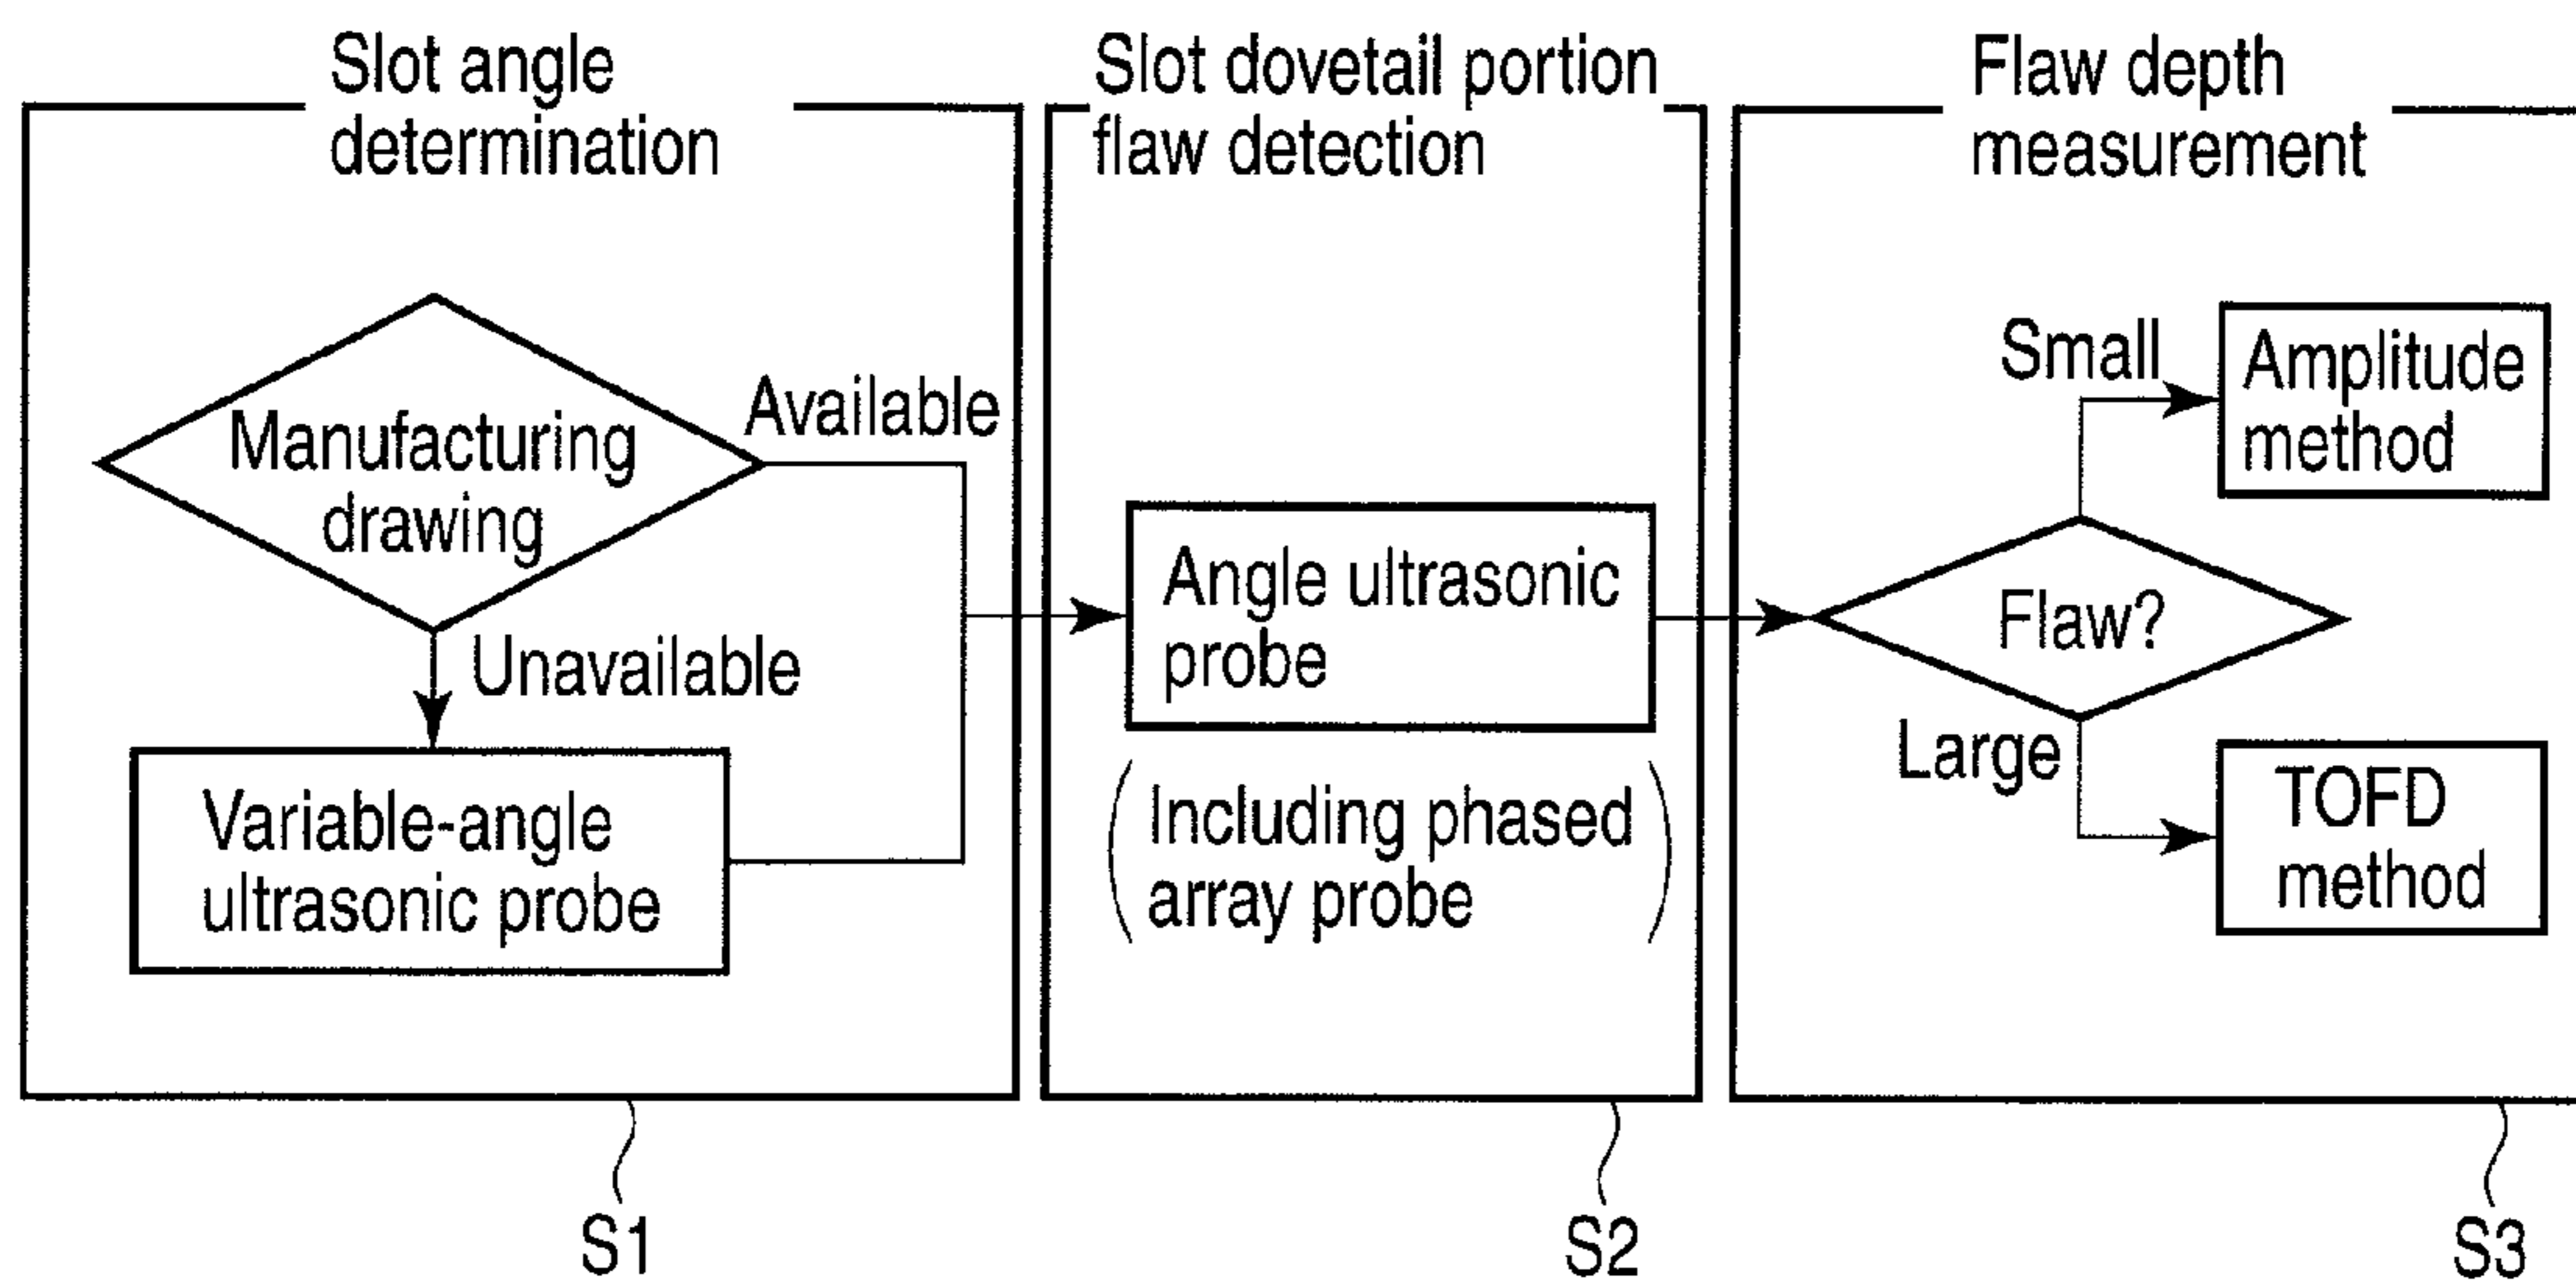 Slot angle
determination
Manufacturing
drawing
Available
Unavailable
Variable-angle
ultrasonic probe
S1
Slot dovetail portion
flaw detection
Angle ultrasonic
probe
Including phased
array probe
S2
Flaw depth
measurement
Small
Amplitude
method
Flaw?
Large
TOFD
method
S3